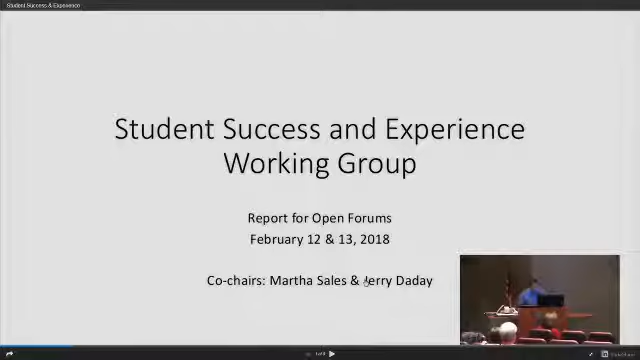 Student Success & Experience
Student Success and Experience
Working Group
Report for Open Forums
February 12 & 13, 2018
Co-chairs: Martha Sales & Jerry Daday